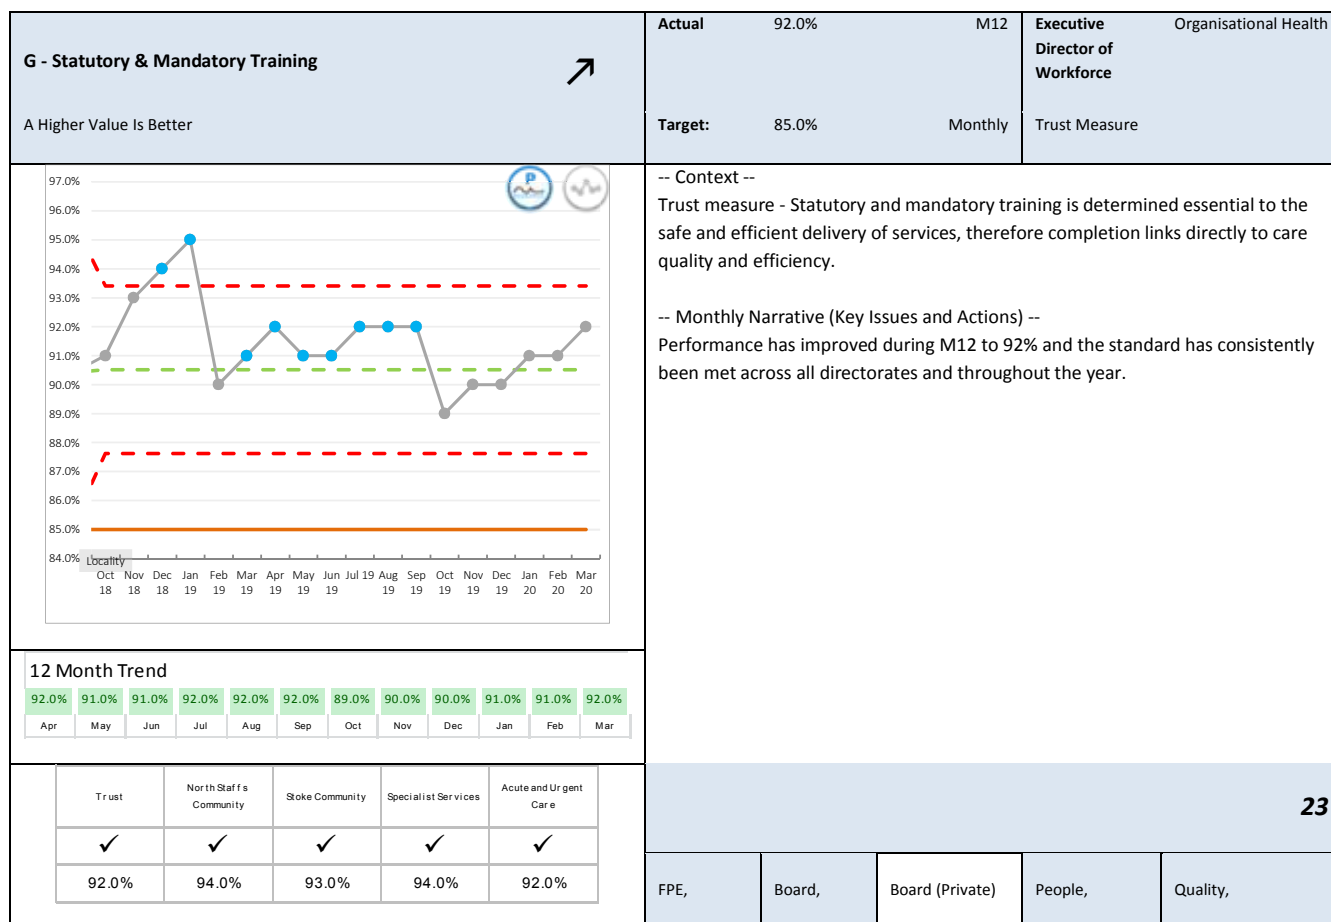 G - Statutory & Mandatory Training
A Higher Value Is Better
Actual 92.0% M12
Target: 85.0% Monthly
Executive Organisational Health
Director of
Workforce
Trust Measure
97.0%
96.0%
95.0%
94.0%
93.0%
92.0%
91.0%
90.0%
89.0%
88.0%
87.0%
86.0%
85.0%
84.0%
Locality
Oct Nov Dec Jan Feb Mar Apr May Jun Jul 19 Aug Sep Oct Nov Dec Jan Feb Mar
18 18 18 19 19 19 19 19 19 19 19 19 19 19 20 20 20
P
-- Context --
Trust measure - Statutory and mandatory training is determined essential to the
safe and efficient delivery of services, therefore completion links directly to care
quality and efficiency.
-- Monthly Narrative (Key Issues and Actions) --
Performance has improved during M12 to 92% and the standard has consistently
been met across all directorates and throughout the year.
12 Month Trend
92.0% 91.0% 91.0% 92.0% 92.0% 92.0% 89.0% 90.0% 90.0% 91.0% 91.0% 92.0%
Apr May Jun Jul Aug Sep Oct Nov Dec Jan Feb Mar
Trust North Staffs Stoke Community Specialist Services Acute and Urgent
Community Care
✓ ✓ ✓ ✓ ✓
92.0% 94.0% 93.0% 94.0% 92.0%
23
FPE, Board, Board (Private) People, Quality,